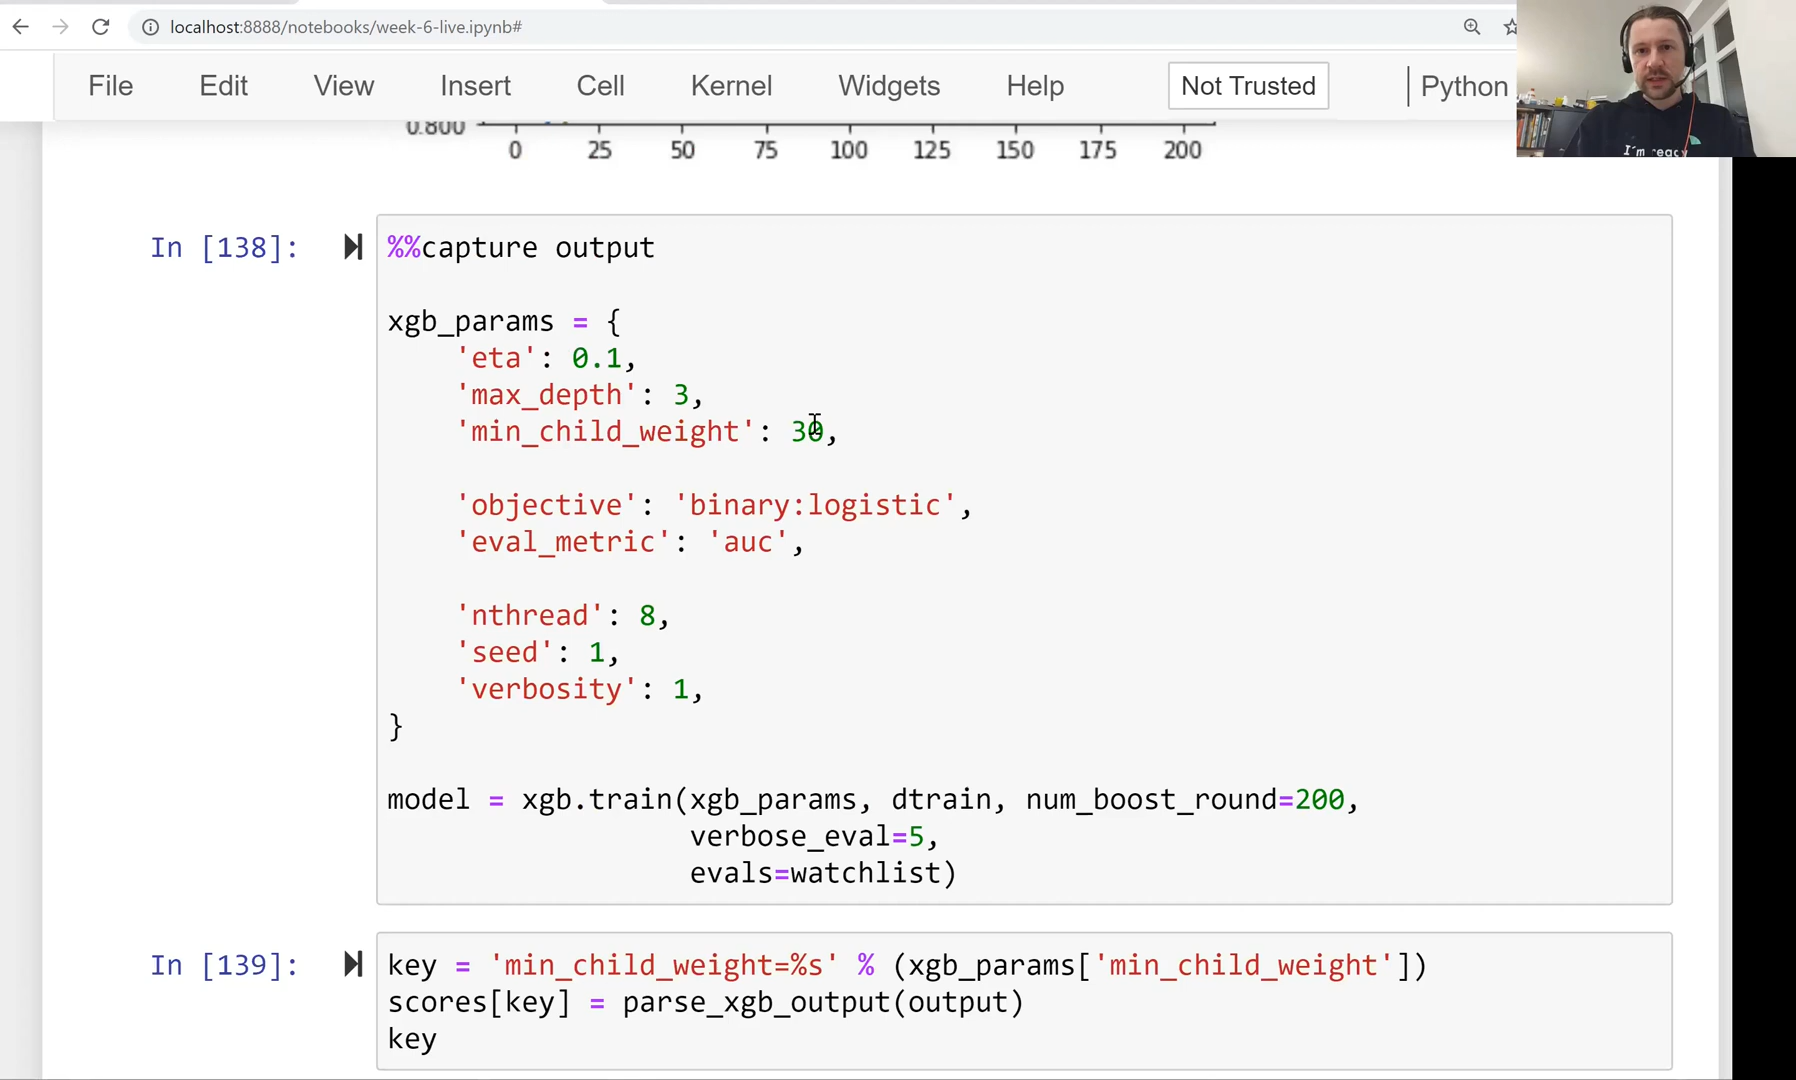 localhost:8888/notebooks/week-6-live.ipynb#
File Edit View Insert Cell Kernel Widgets Help Not Trusted Python
I'm ready
0.800
0 25 50 75 100 125 150 175 200
In [138]:
%%capture output
xgb_params = {
'eta': 0.1,
'max_depth': 3,
'min_child_weight': 30,
'objective': 'binary:logistic',
'eval_metric': 'auc',
'nthread': 8,
'seed': 1,
'verbosity': 1,
}
model = xgb.train(xgb_params, dtrain, num_boost_round=200,
verbose_eval=5,
evals=watchlist)
In [139]:
key = 'min_child_weight=%s' % (xgb_params['min_child_weight'])
scores[key] = parse_xgb_output(output)
key